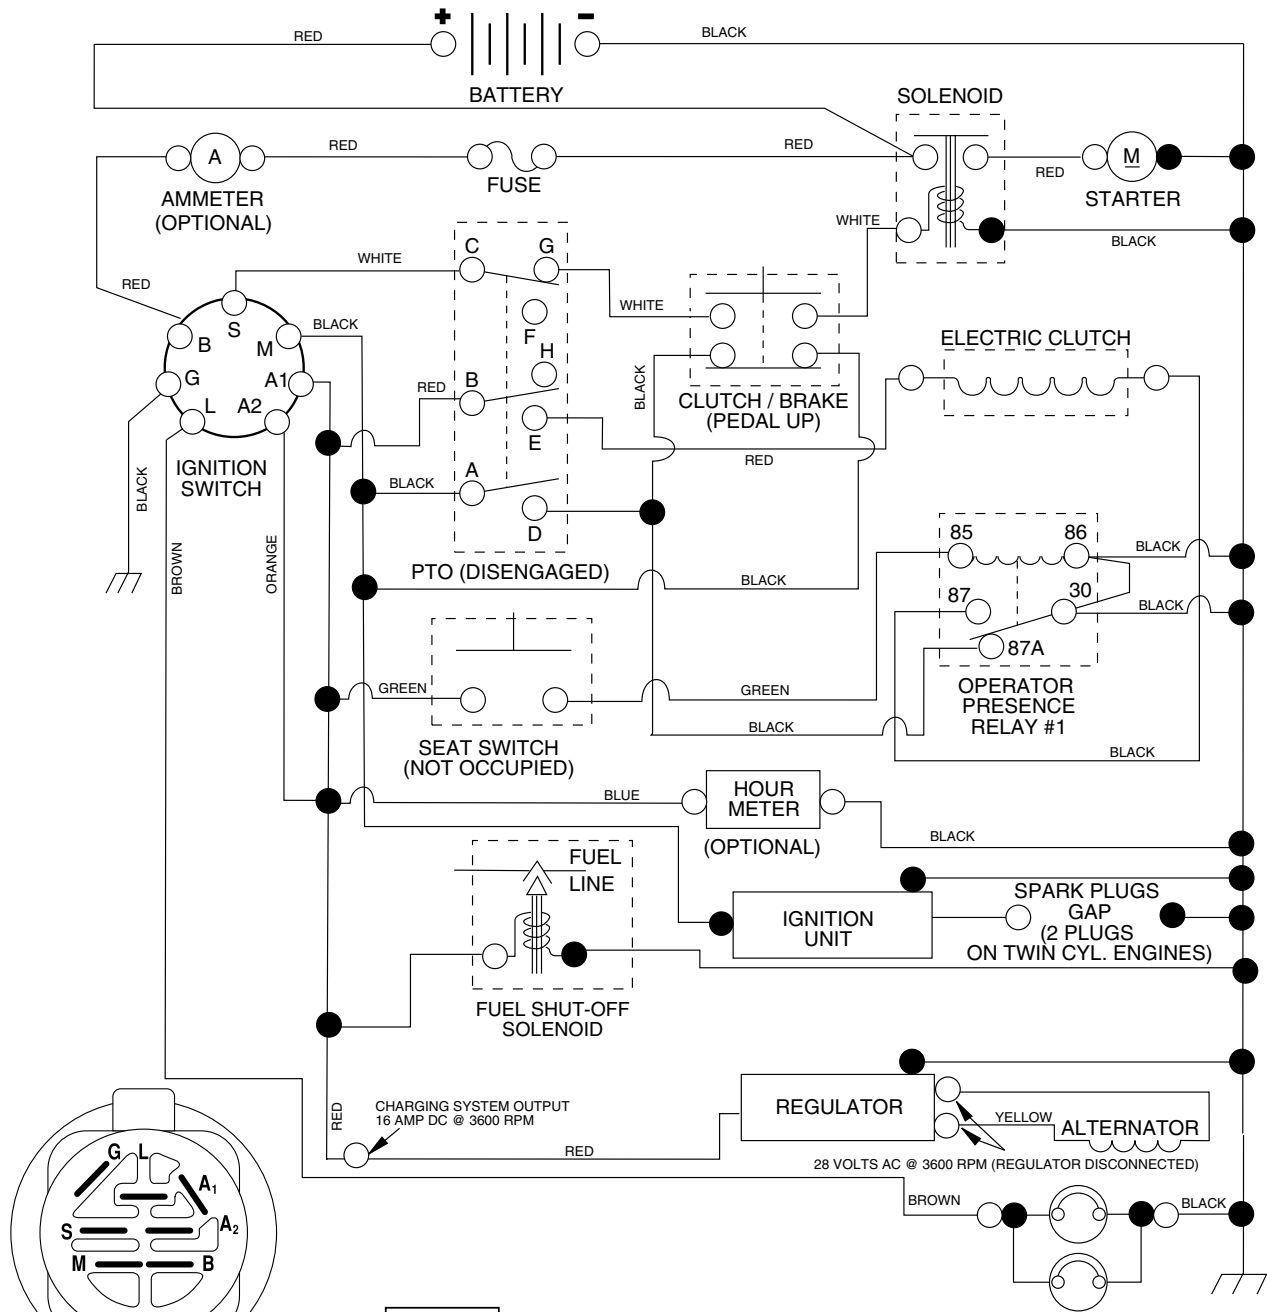 + –
RED
BLACK
BATTERY
SOLENOID
RED
RED
A
M
RED
AMMETER
(OPTIONAL)
FUSE
STARTER
WHITE
BLACK
C G
WHITE
RED
WHITE
S
F
BLACK
B
M
ELECTRIC CLUTCH
H
G
A1
B
RED
BLACK
L A2
CLUTCH / BRAKE
(PEDAL UP)
E
RED
IGNITION
SWITCH
A
BLACK
BLACK
D
85 86
BROWN
ORANGE
BLACK
PTO (DISENGAGED)
BLACK
87 30
BLACK
87A
GREEN
GREEN
OPERATOR
PRESENCE
RELAY #1
BLACK
SEAT SWITCH
(NOT OCCUPIED)
BLACK
BLUE
HOUR
METER
(OPTIONAL)
BLACK
FUEL
LINE
IGNITION
UNIT
SPARK PLUGS
GAP
(2 PLUGS
ON TWIN CYL. ENGINES)
FUEL SHUT-OFF
SOLENOID
RED
CHARGING SYSTEM OUTPUT
16 AMP DC @ 3600 RPM
REGULATOR
YELLOW
ALTERNATOR
RED
28 VOLTS AC @ 3600 RPM (REGULATOR DISCONNECTED)
G L
A1
BROWN
BLACK
S
A2
M
B